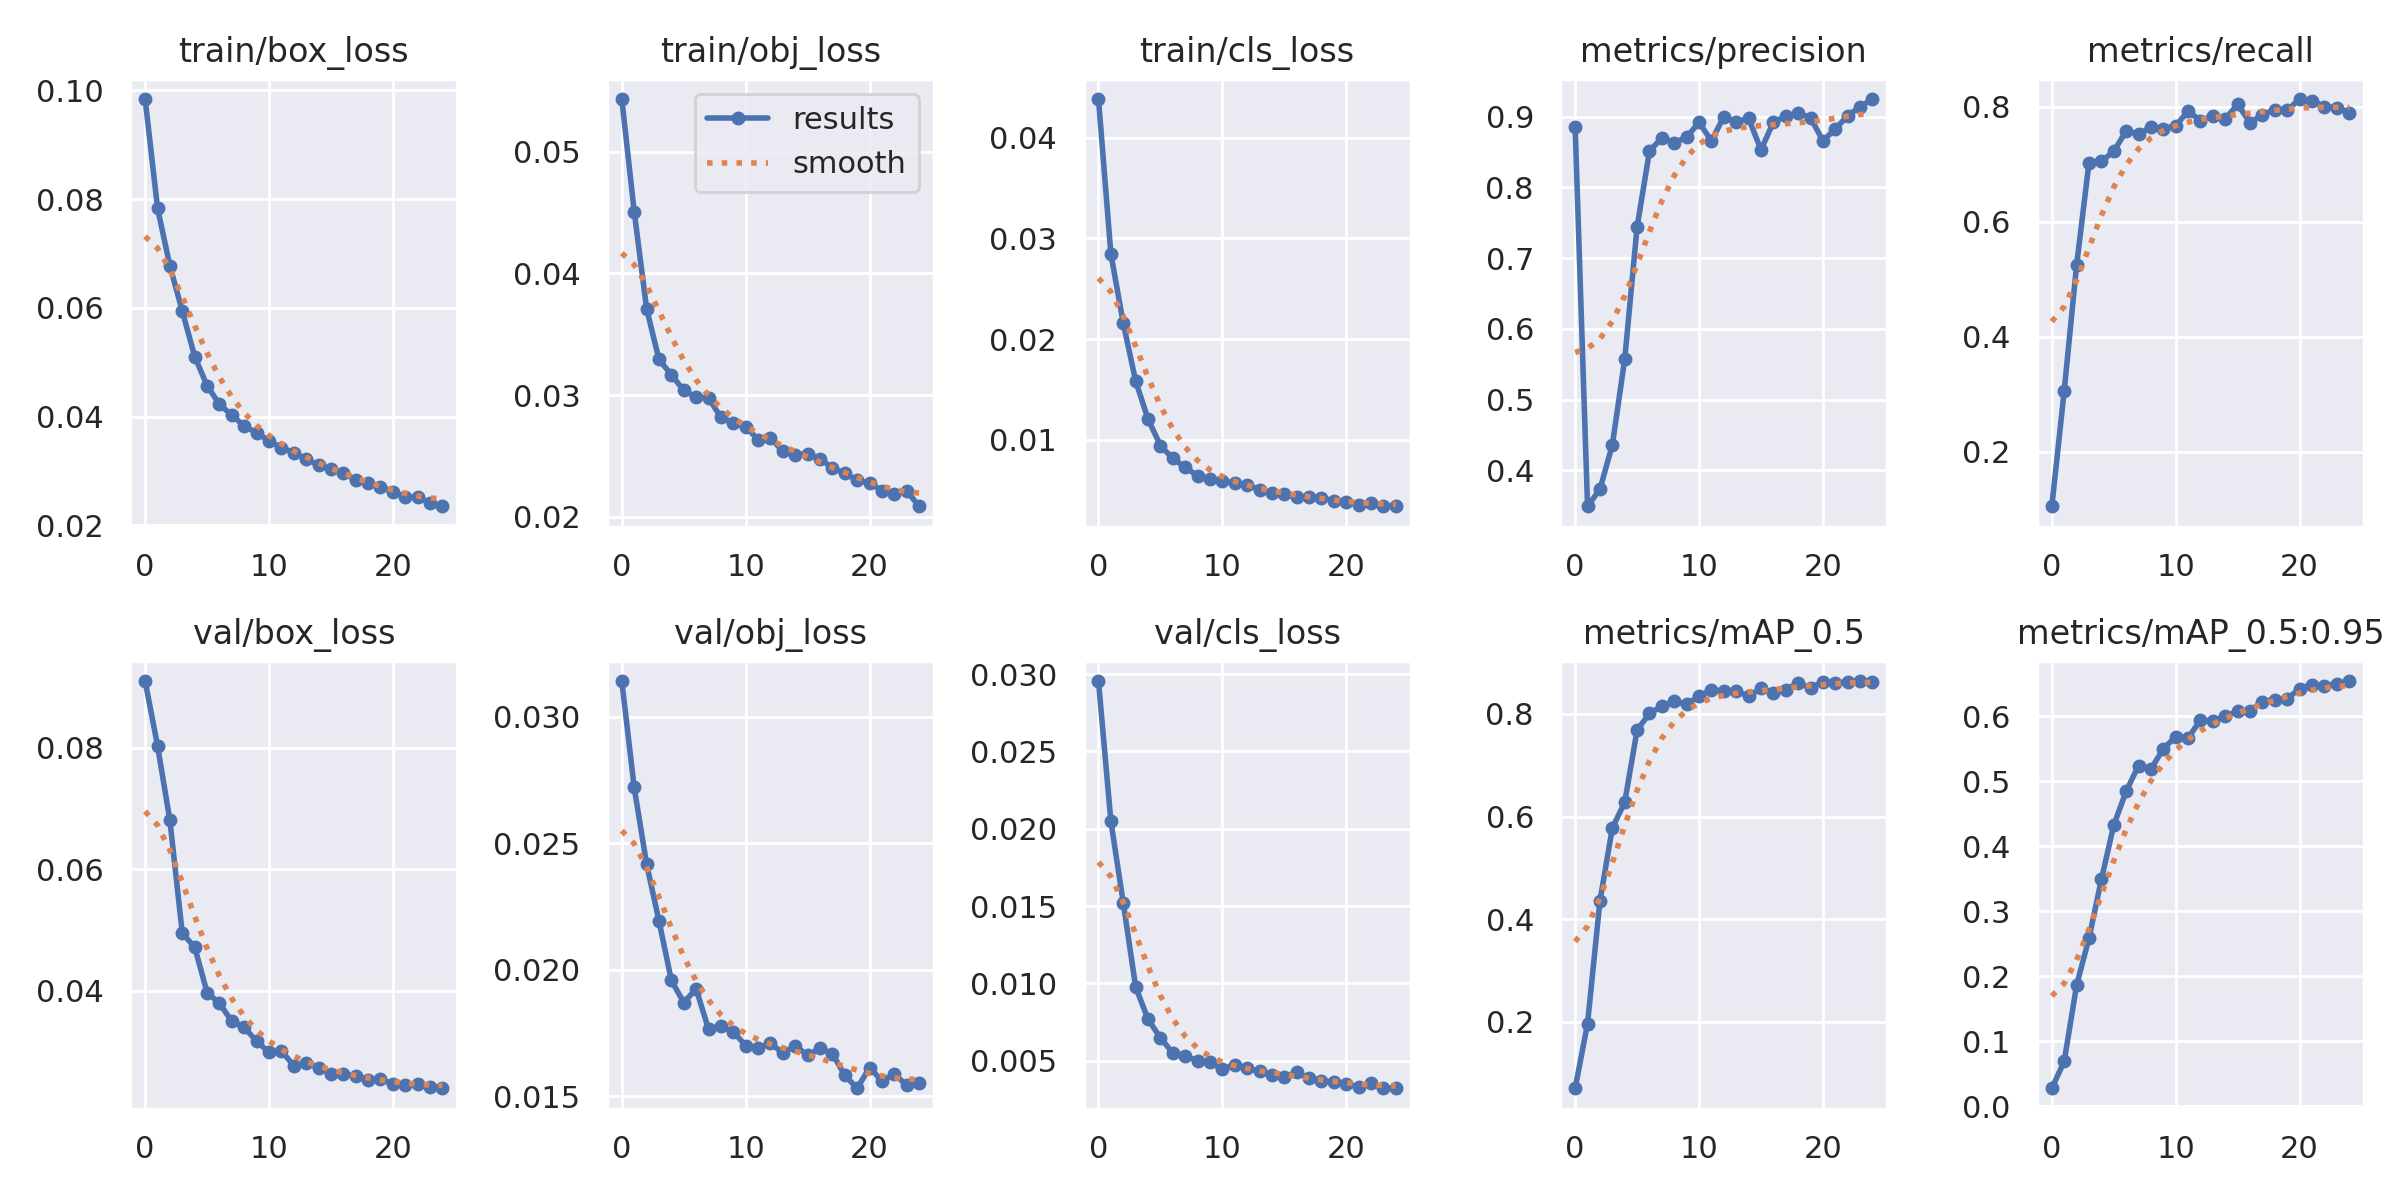 train/box_loss
0.10
0.08
0.06
0.04
0.02
0 10 20
train/obj_loss
results
smooth
0.05
0.04
0.03
0.02
0 10 20
train/cls_loss
0.04
0.03
0.02
0.01
0 10 20
metrics/precision
0.9
0.8
0.7
0.6
0.5
0.4
0 10 20
metrics/recall
0.8
0.6
0.4
0.2
0 10 20
val/box_loss
0.08
0.06
0.04
0 10 20
val/obj_loss
0.030
0.025
0.020
0.015
0 10 20
val/cls_loss
0.030
0.025
0.020
0.015
0.010
0.005
0 10 20
metrics/mAP_0.5
0.8
0.6
0.4
0.2
0 10 20
metrics/mAP_0.5:0.95
0.6
0.5
0.4
0.3
0.2
0.1
0.0
0 10 20